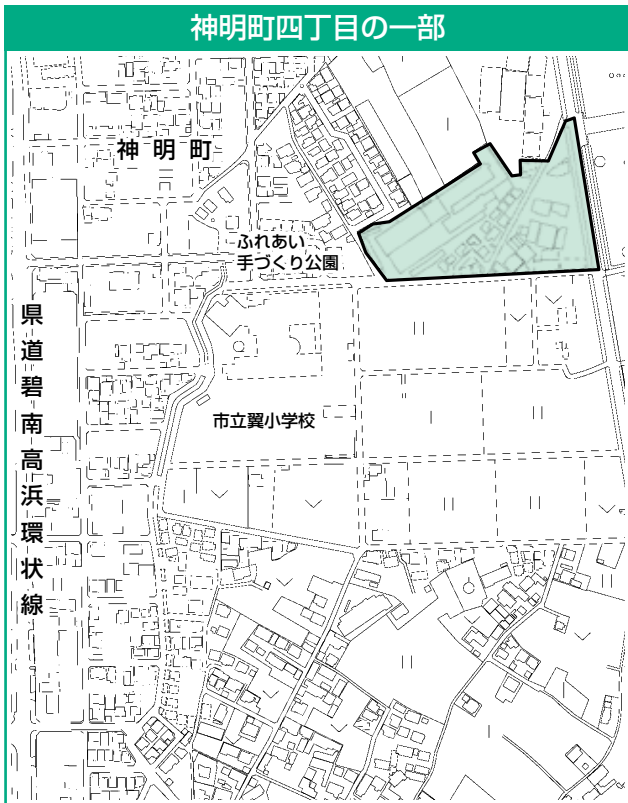 神明町四丁目の一部
神明町
ふれあい
手づくり公園
県道碧南高浜環状線
市立翼小学校